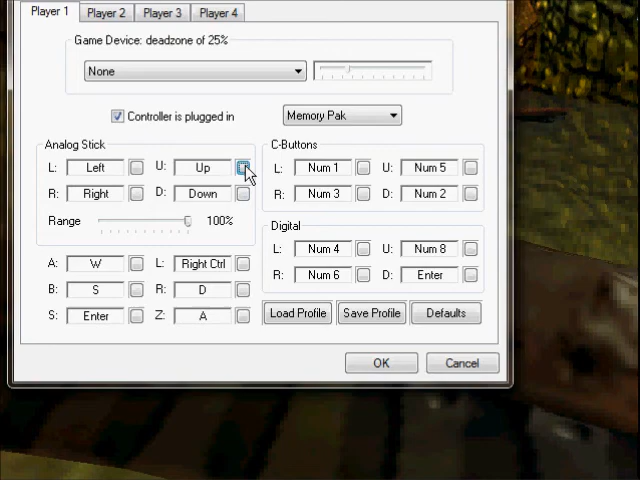 Player 1 Player 2 Player 3 Player 4
Game Device: deadzone of 25%
None
Controller is plugged in Memory Pak
Analog Stick
L: Left U: Up
R: Right D: Down
Range 100%
C-Buttons
L: Num 1 U: Num 5
R: Num 3 D: Num 2
Digital
L: Num 4 U: Num 8
R: Num 6 D: Enter
A: W L: Right Ctrl
B: S R: D
S: Enter Z: A
Load Profile Save Profile Defaults
OK Cancel